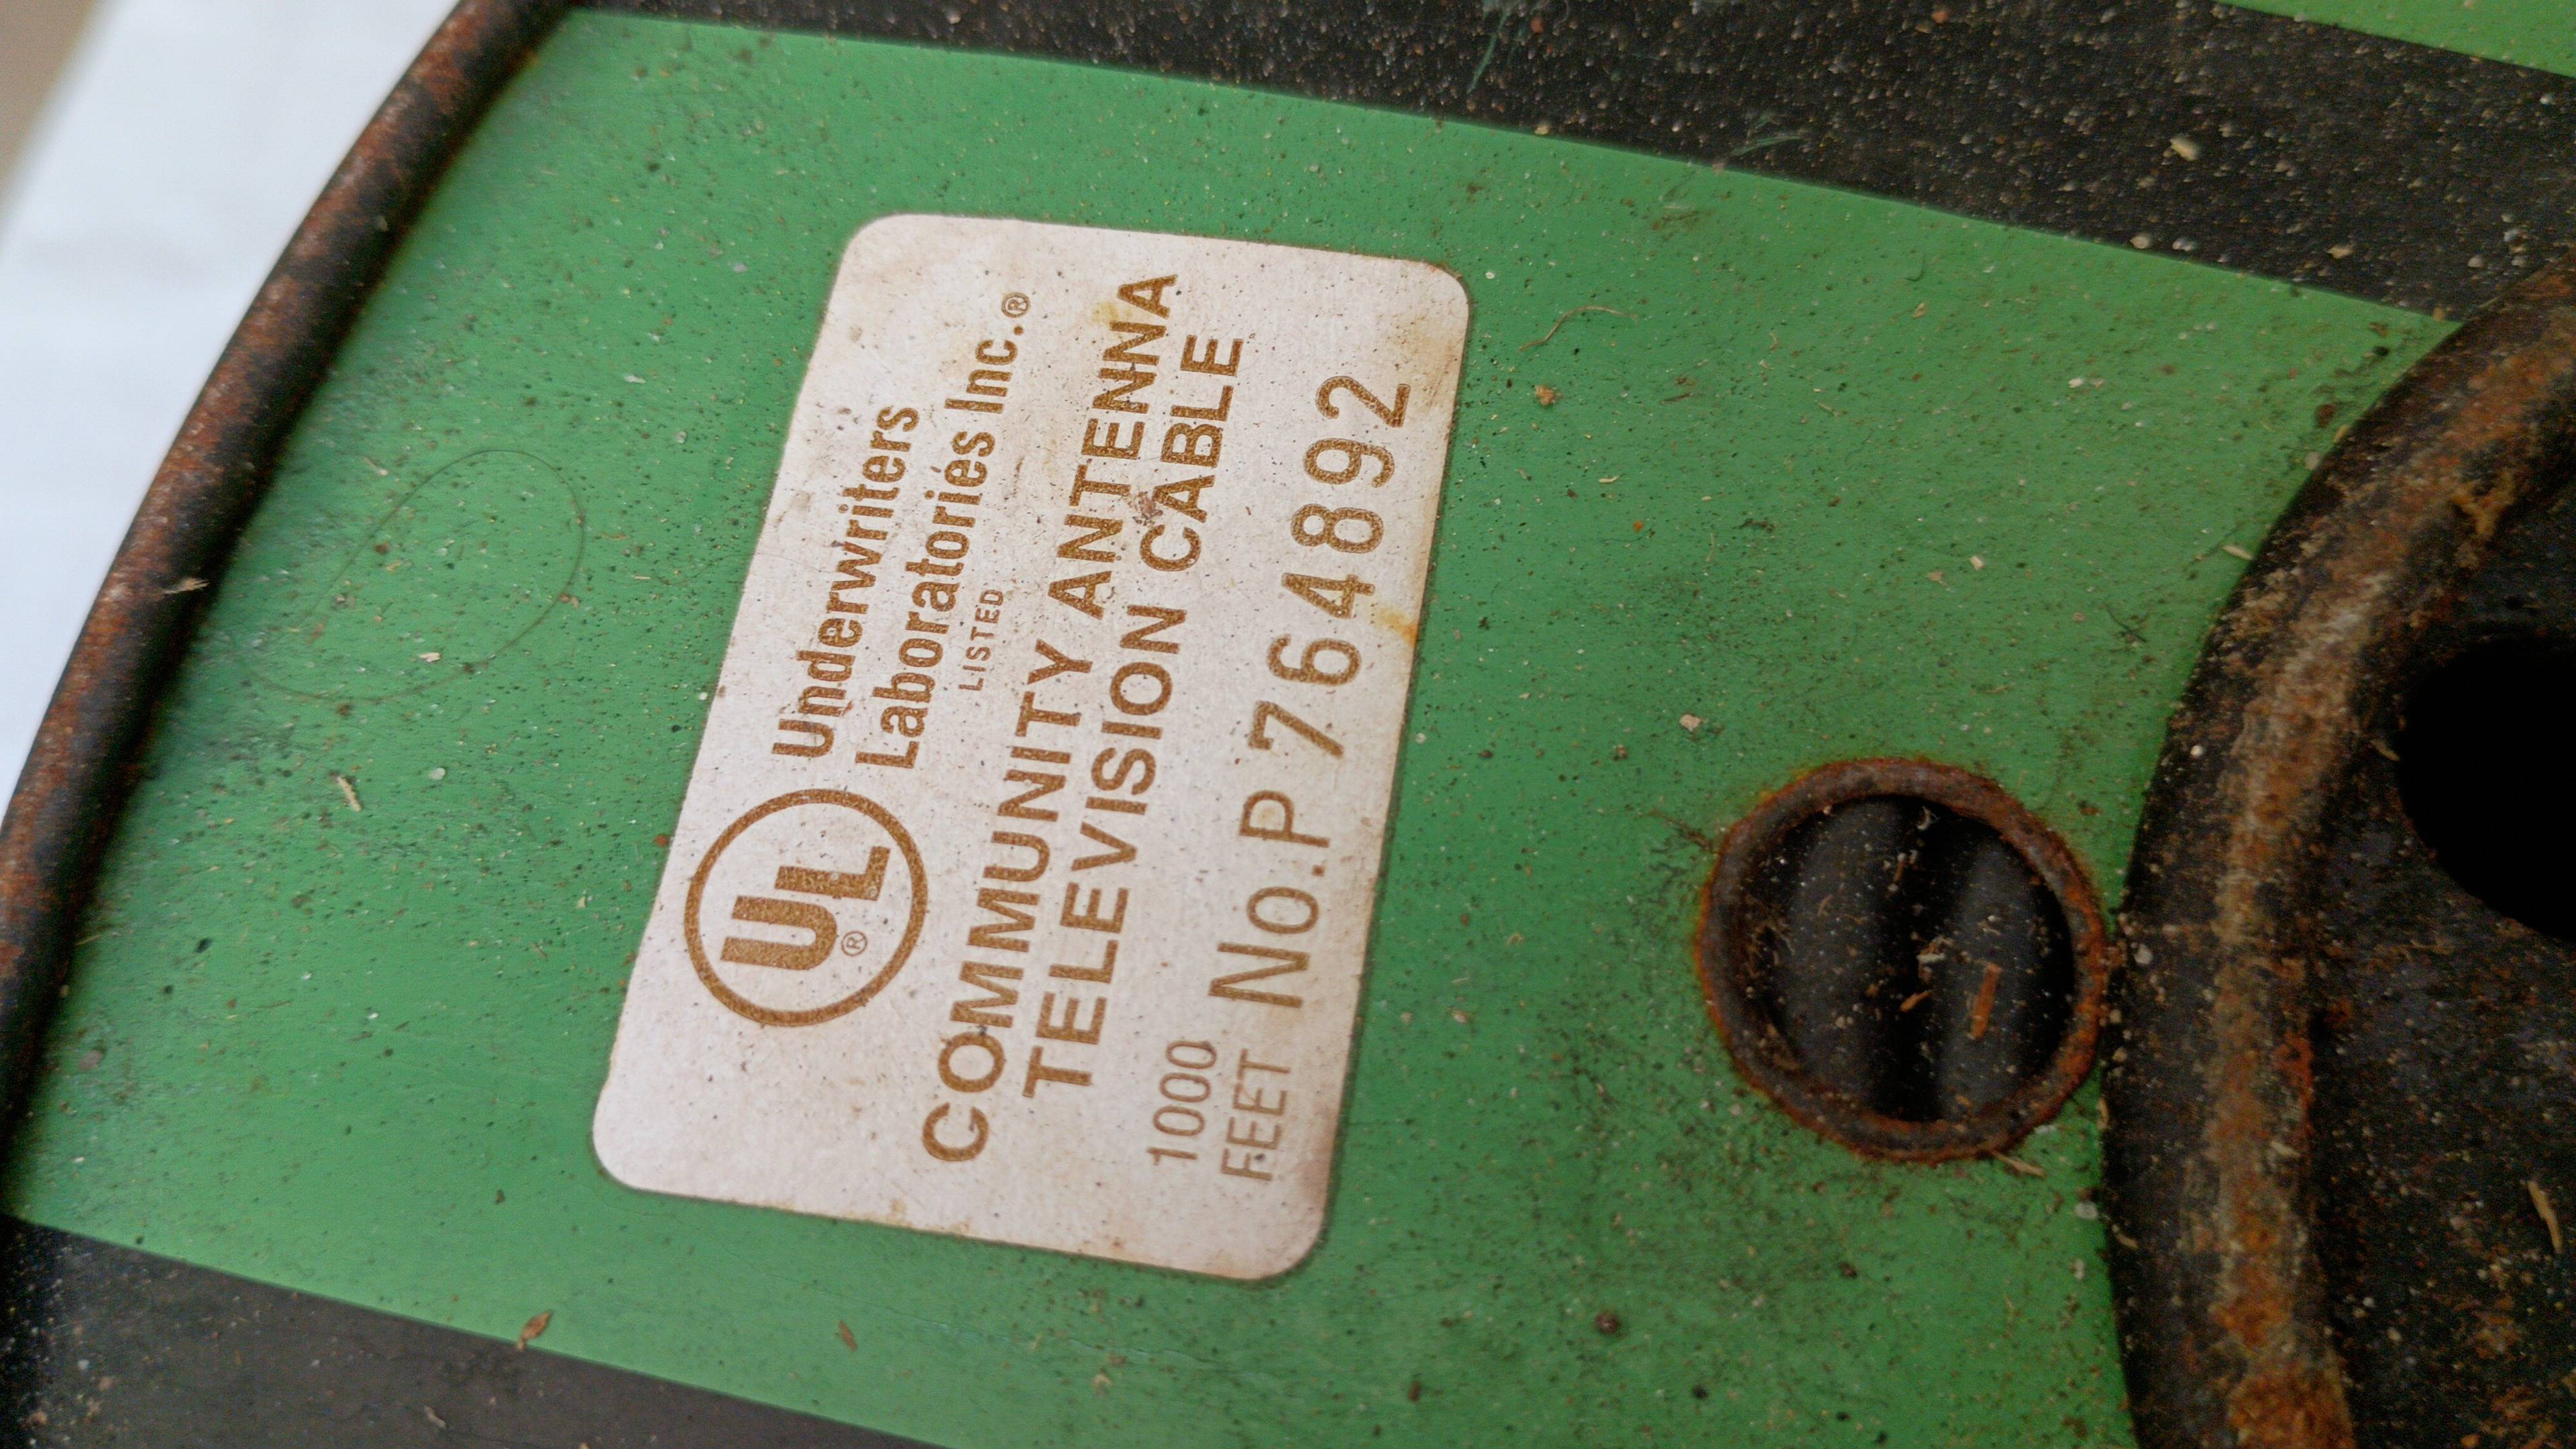 UL®
Underwriters
Laboratories Inc.®
LISTED
COMMUNITY ANTENNA
TELEVISION CABLE
1000
FEET No.P 764892